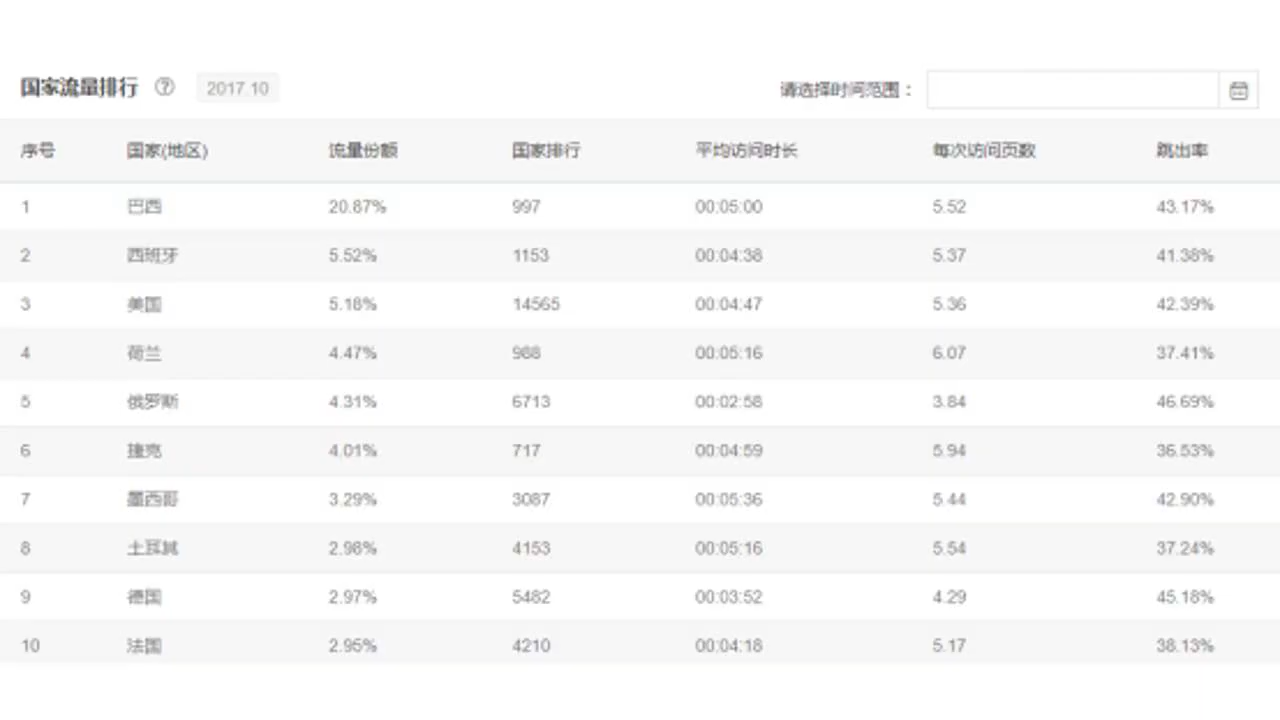 国家流量排行 ? 2017.10 请选择时间范围：
序号 国家(地区) 流量份额 国家排行 平均访问时长 每次访问页数 跳出率
1 巴西 20.87% 997 00:05:00 5.52 43.17%
2 西班牙 5.52% 1153 00:04:38 5.37 41.38%
3 美国 5.18% 14565 00:04:47 5.36 42.39%
4 荷兰 4.47% 988 00:05:16 6.07 37.41%
5 俄罗斯 4.31% 6713 00:02:58 3.84 46.69%
6 捷克 4.01% 717 00:04:59 5.94 36.53%
7 墨西哥 3.29% 3087 00:05:36 5.44 42.90%
8 土耳其 2.98% 4153 00:05:16 5.54 37.24%
9 德国 2.97% 5482 00:03:52 4.29 45.18%
10 法国 2.95% 4210 00:04:18 5.17 38.13%